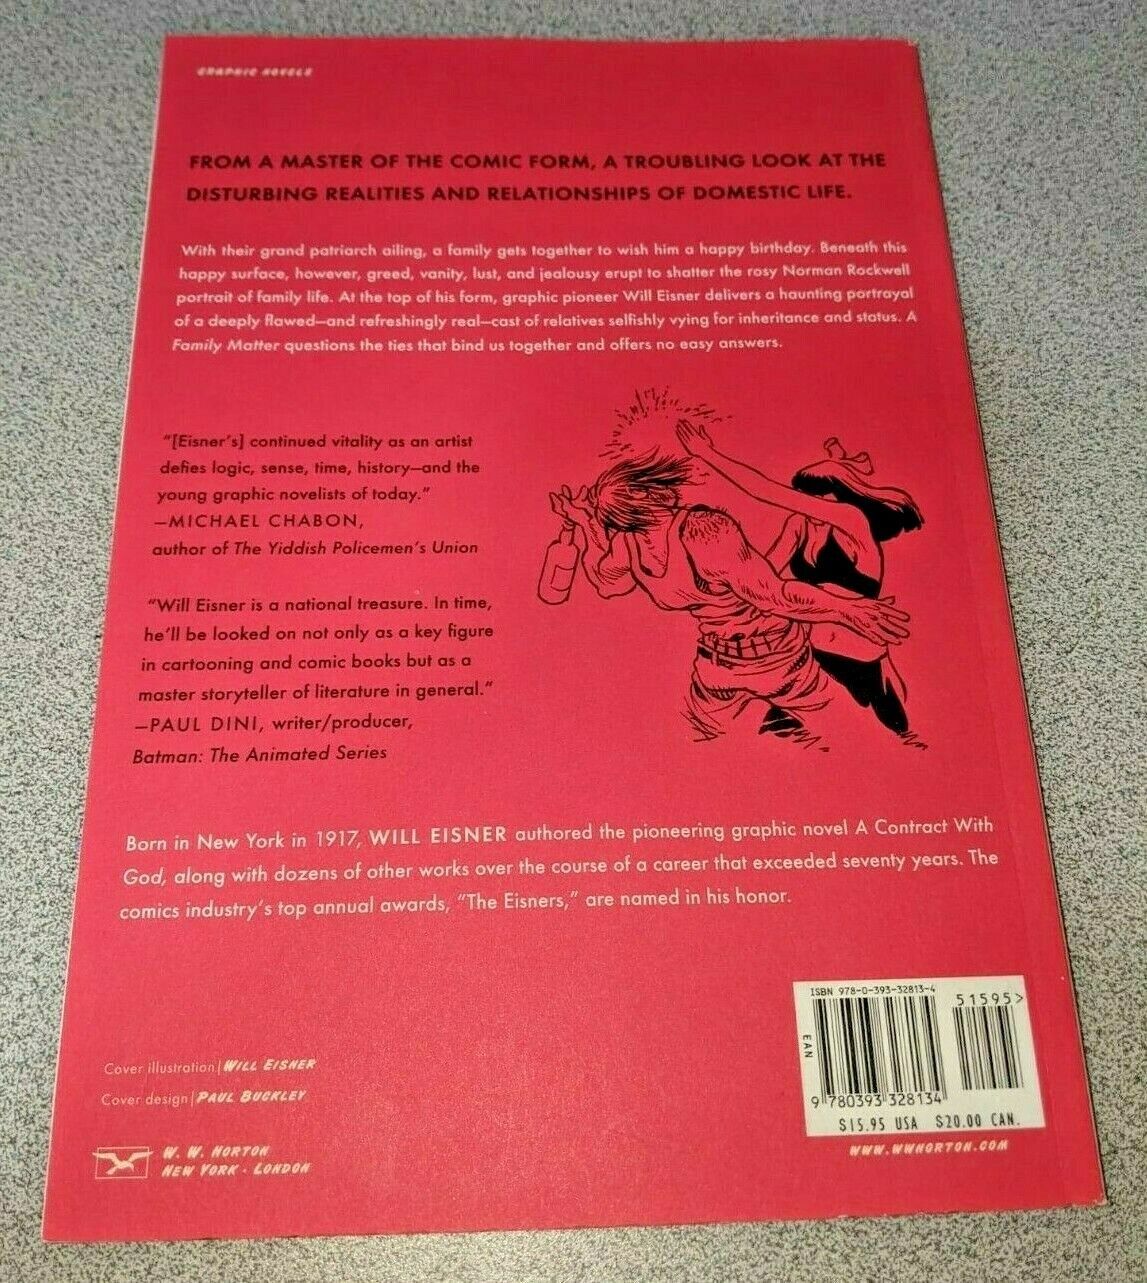 GRAPHIC NOVELS
FROM A MASTER OF THE COMIC FORM, A TROUBLING LOOK AT THE
DISTURBING REALITIES AND RELATIONSHIPS OF DOMESTIC LIFE.
With their grand patriarch ailing, a family gets together to wish him a happy birthday. Beneath this
happy surface, however, greed, vanity, lust, and jealousy erupt to shatter the rosy Norman Rockwell
portrait of family life. At the top of his form, graphic pioneer Will Eisner delivers a haunting portrayal
of a deeply flawed—and refreshingly real—cast of relatives selfishly vying for inheritance and status. A
Family Matter questions the ties that bind us together and offers no easy answers.
“[Eisner’s] continued vitality as an artist
defies logic, sense, time, history—and the
young graphic novelists of today.”
—MICHAEL CHABON,
author of The Yiddish Policemen’s Union
“Will Eisner is a national treasure. In time,
he’ll be looked on not only as a key figure
in cartooning and comic books but as a
master storyteller of literature in general.”
—PAUL DINI, writer/producer,
Batman: The Animated Series
Born in New York in 1917, WILL EISNER authored the pioneering graphic novel A Contract With
God, along with dozens of other works over the course of a career that exceeded seventy years. The
comics industry’s top annual awards, “The Eisners,” are named in his honor.
Cover illustration | WILL EISNER
Cover design | PAUL BUCKLEY
W. W. NORTON
NEW YORK · LONDON
ISBN 978-0-393-32813-4
51595>
EAN
9 780393 328134
$15.95 USA $20.00 CAN.
WWW.WWNORTON.COM